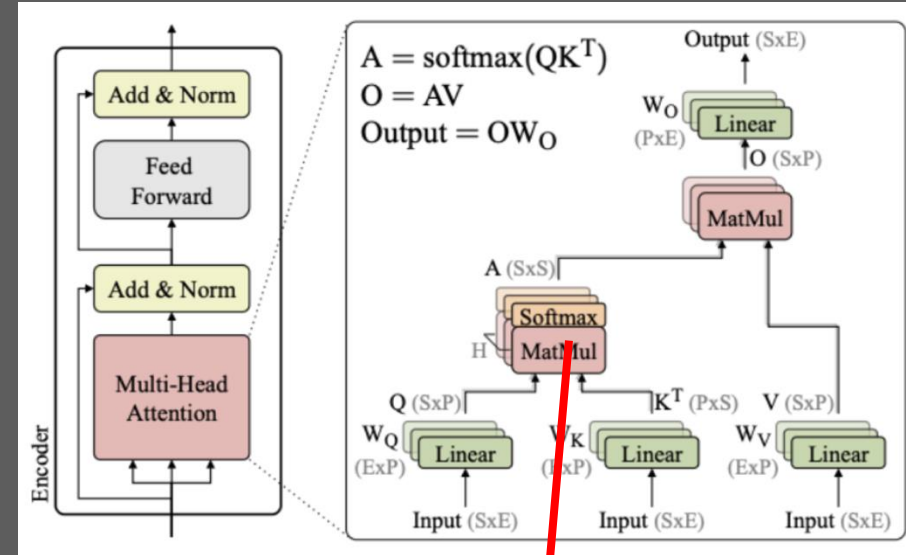 Add & Norm
Feed
Forward
Add & Norm
Multi-Head
Attention
Encoder
A = softmax(QKᵀ)
O = AV
Output = OW_O
Output (SxE)
W_O
(PxE)
Linear
O (SxP)
MatMul
A (SxS)
Softmax
H
MatMul
Q (SxP)
Kᵀ (PxS)
V (SxP)
W_Q
(ExP)
Linear
Linear
W_V
(ExP)
Linear
Input (SxE)
Input (SxE)
Input (SxE)